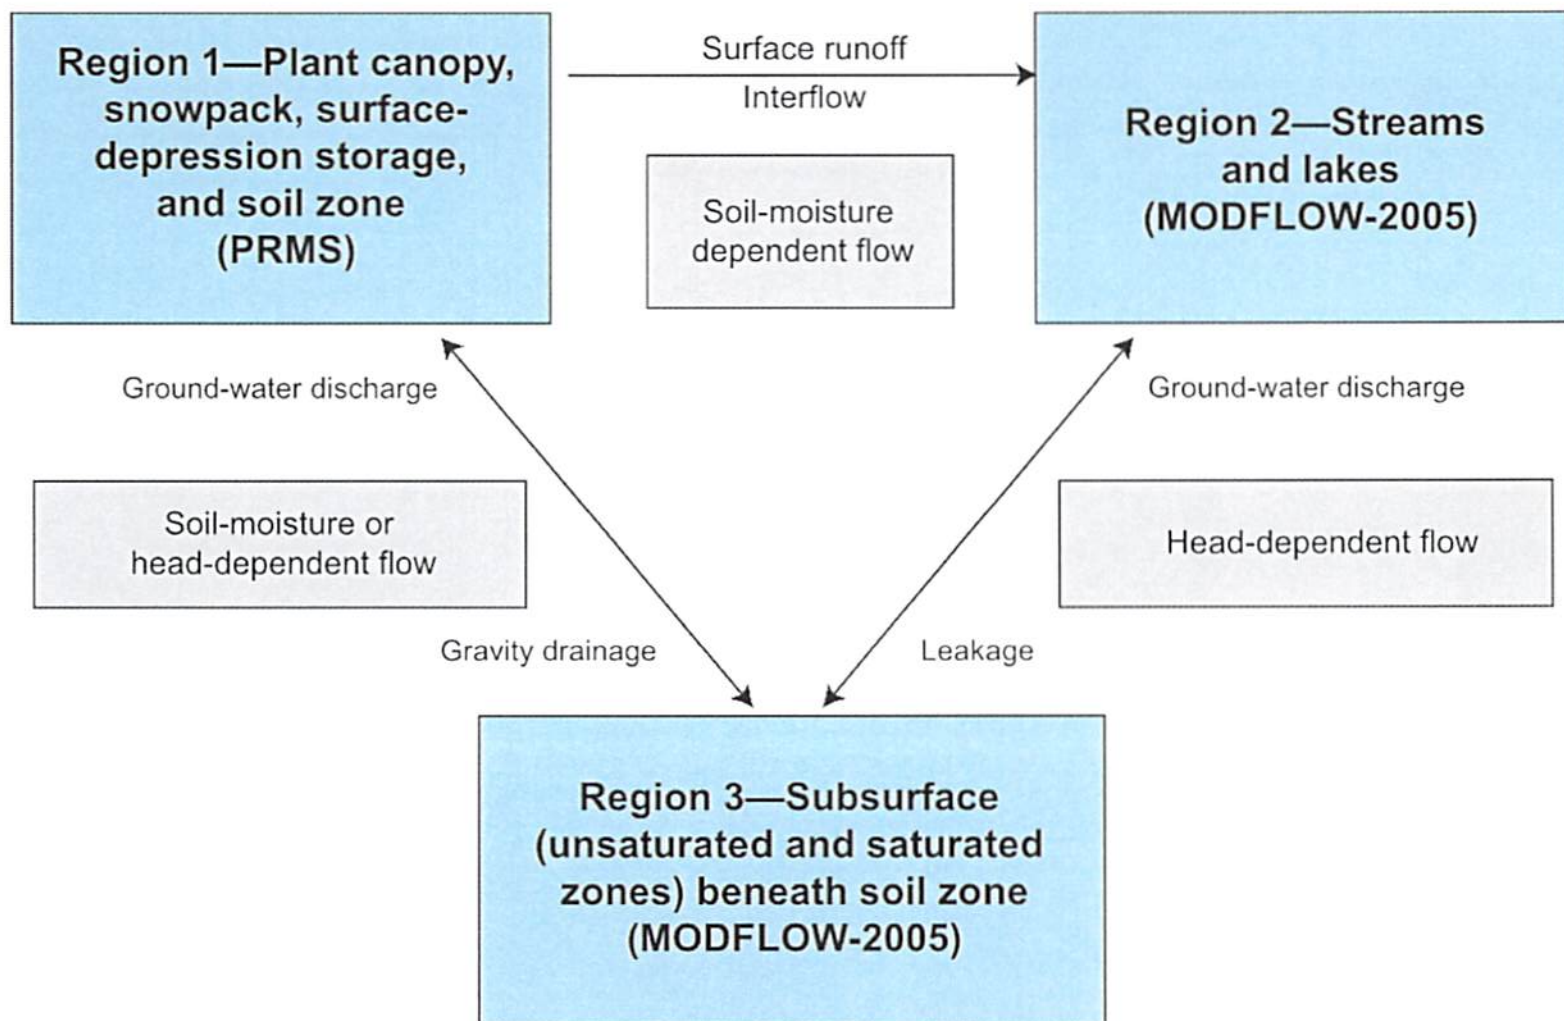 Region 1—Plant canopy,
snowpack, surface-
depression storage,
and soil zone
(PRMS)
Surface runoff
Interflow
Soil-moisture
dependent flow
Region 2—Streams
and lakes
(MODFLOW-2005)
Ground-water discharge
Ground-water discharge
Soil-moisture or
head-dependent flow
Head-dependent flow
Gravity drainage
Leakage
Region 3—Subsurface
(unsaturated and saturated
zones) beneath soil zone
(MODFLOW-2005)